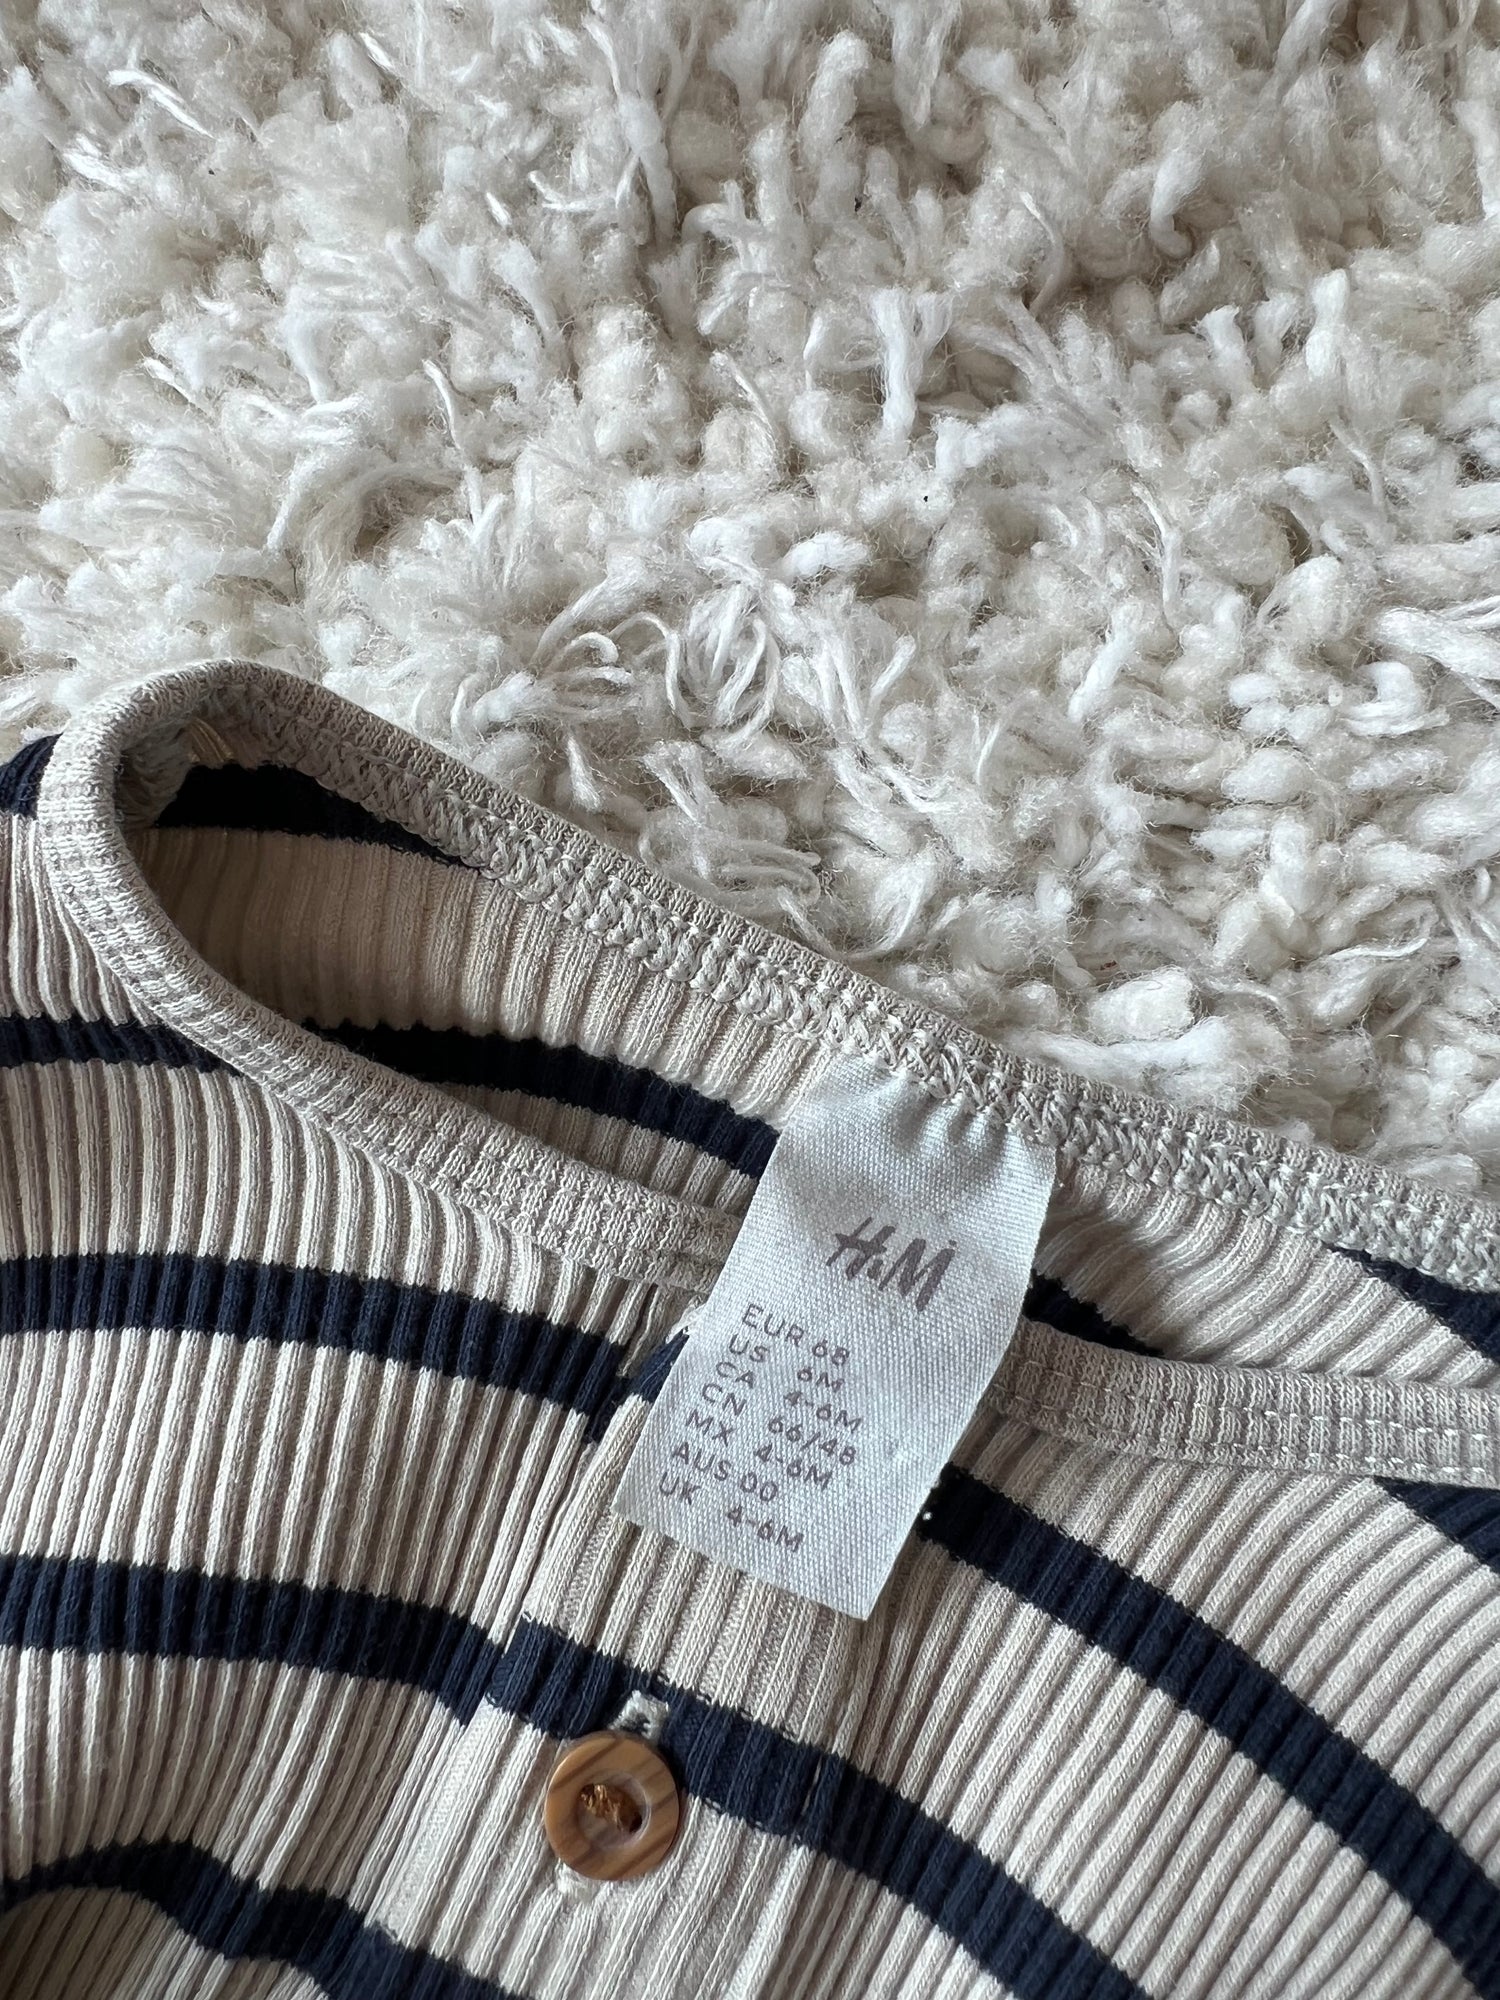 H&M
EUR 68
US 6M
CA 4-6M
CN 66/48
MX 4-6M
AUS 00
UK 4-6M